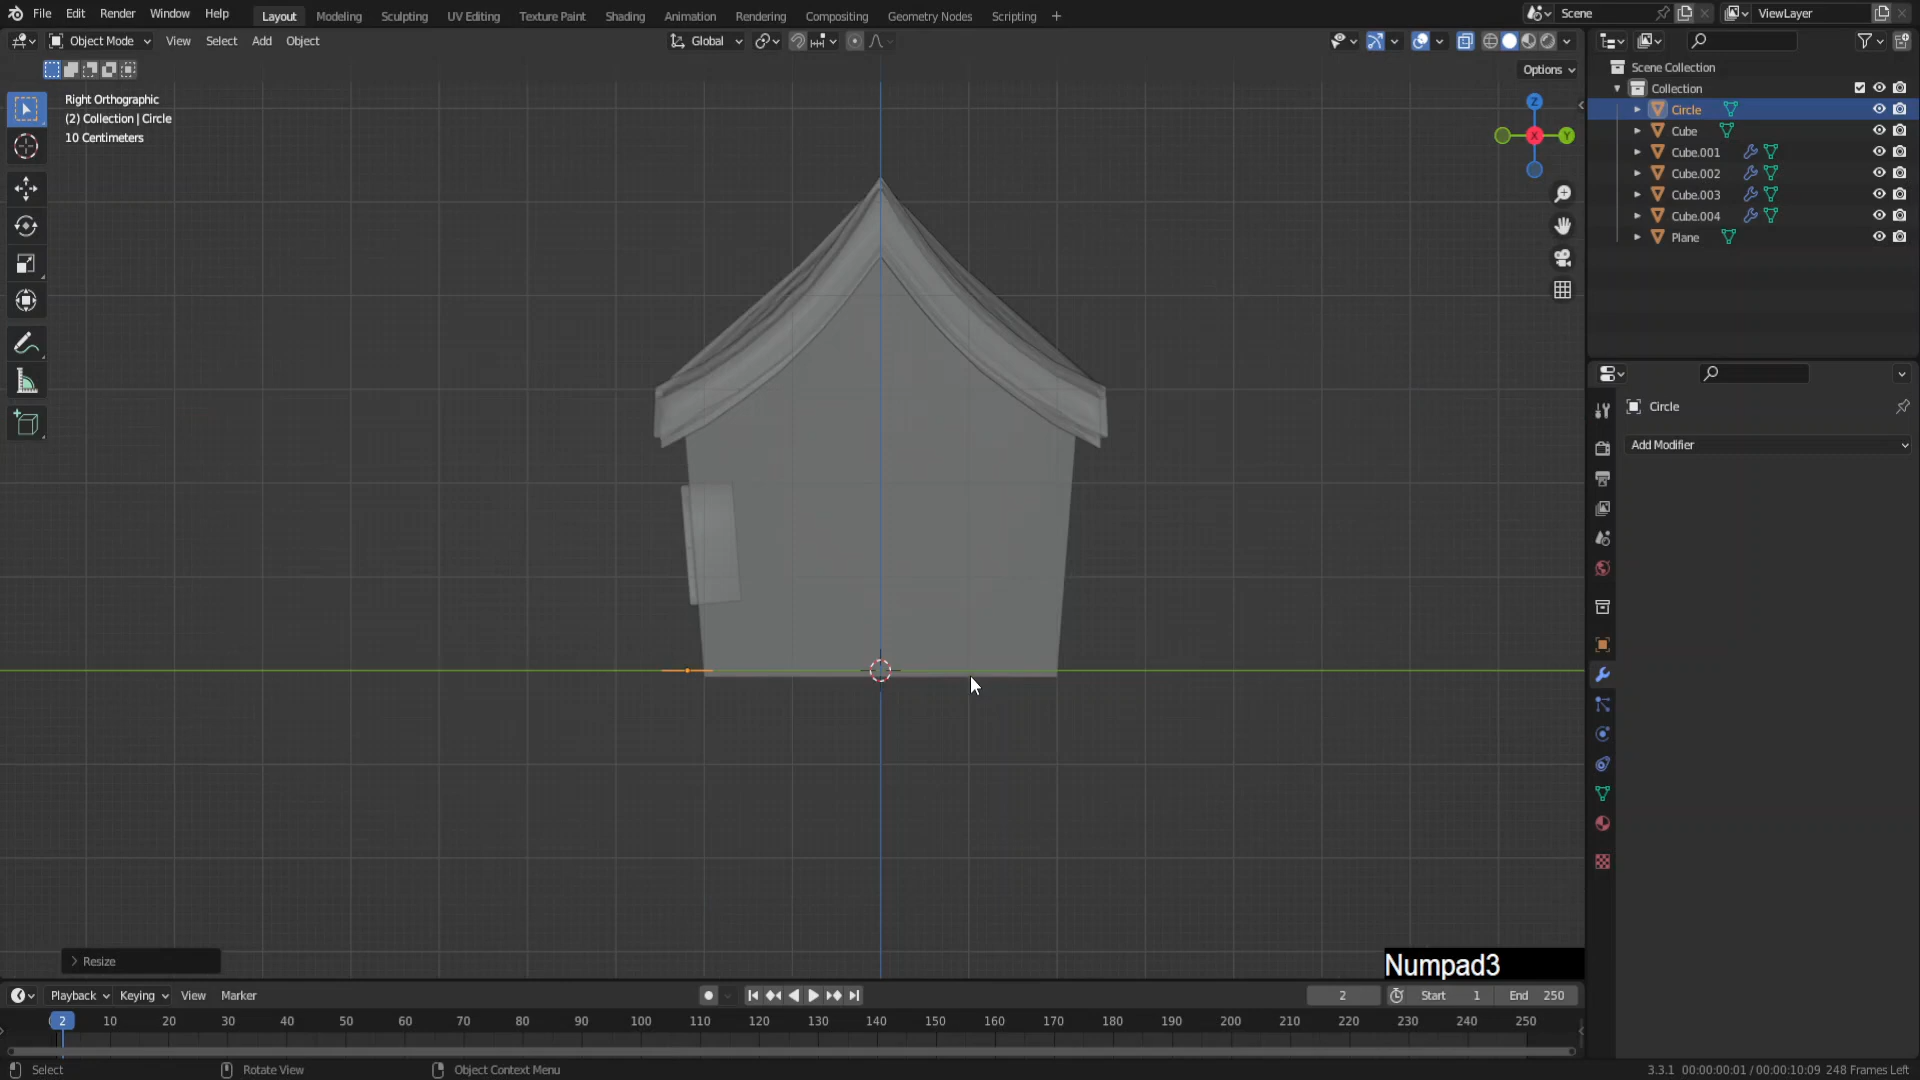 File Edit Render Window Help Layout Modeling Sculpting UV Editing Texture Paint Shading Animation Rendering Compositing Geometry Nodes Scripting + Scene ViewLayer
Object Mode View Select Add Object Global
Options
Right Orthographic
(2) Collection | Circle
10 Centimeters
Z
X
Y
Scene Collection
Collection
Circle
Cube
Cube.001
Cube.002
Cube.003
Cube.004
Plane
Circle
Add Modifier
Resize
Numpad3
Playback Keying View Marker 2 Start 1 End 250
2 10 20 30 40 50 60 70 80 90 100 110 120 130 140 150 160 170 180 190 200 210 220 230 240 250
Select Rotate View Object Context Menu 3.3.1 00:00:00:01 / 00:00:10:09 248 Frames Left